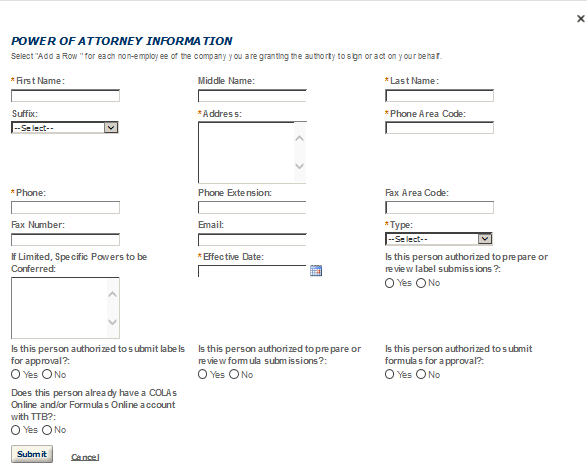 POWER OF ATTORNEY INFORMATION
Select "Add a Row " for each non-employee of the company you are granting the authority to sign or act on your behalf.
* First Name:
Middle Name:
* Last Name:
Suffix:
* Address:
* Phone Area Code:
--Select--
* Phone:
Phone Extension:
Fax Area Code:
Fax Number:
Email:
* Type:
--Select--
If Limited, Specific Powers to be
Conferred:
* Effective Date:
Is this person authorized to prepare or
review label submissions?:
Yes No
Is this person authorized to submit labels
for approval?:
Yes No
Is this person authorized to prepare or
review formula submissions?:
Yes No
Is this person authorized to submit
formulas for approval?:
Yes No
Does this person already have a COLAs
Online and/or Formulas Online account
with TTB?:
Yes No
Submit Cancel